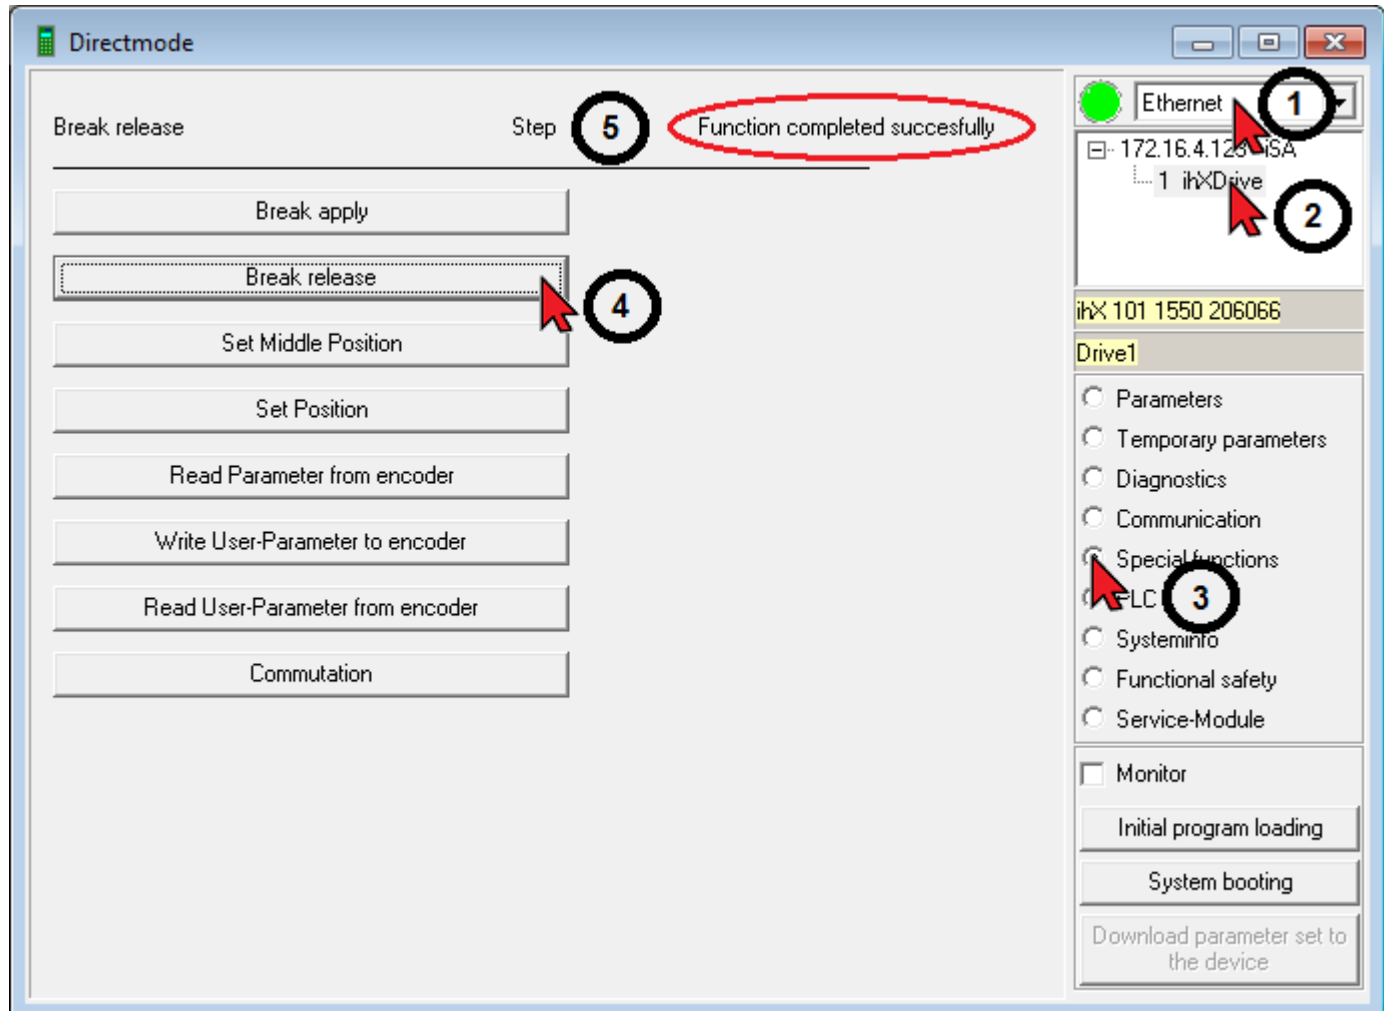 Directmode
Break release Step 5 Function completed succesfully
Break apply
Break release
4
Set Middle Position
Set Position
Read Parameter from encoder
Write User-Parameter to encoder
Read User-Parameter from encoder
Commutation
Ethernet 1
172.16.4.123 iSA
1 ihXDrive
2
ihX 101 1550 206066
Drive1
Parameters
Temporary parameters
Diagnostics
Communication
Special functions
PLC 3
Systeminfo
Functional safety
Service-Module
Monitor
Initial program loading
System booting
Download parameter set to
the device